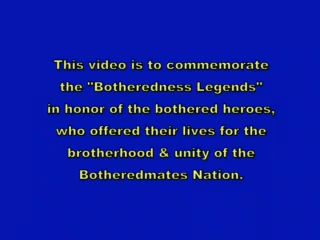 This video is to commemorate
the "Botheredness Legends"
in honor of the bothered heroes,
who offered their lives for the
brotherhood & unity of the
Botheredmates Nation.